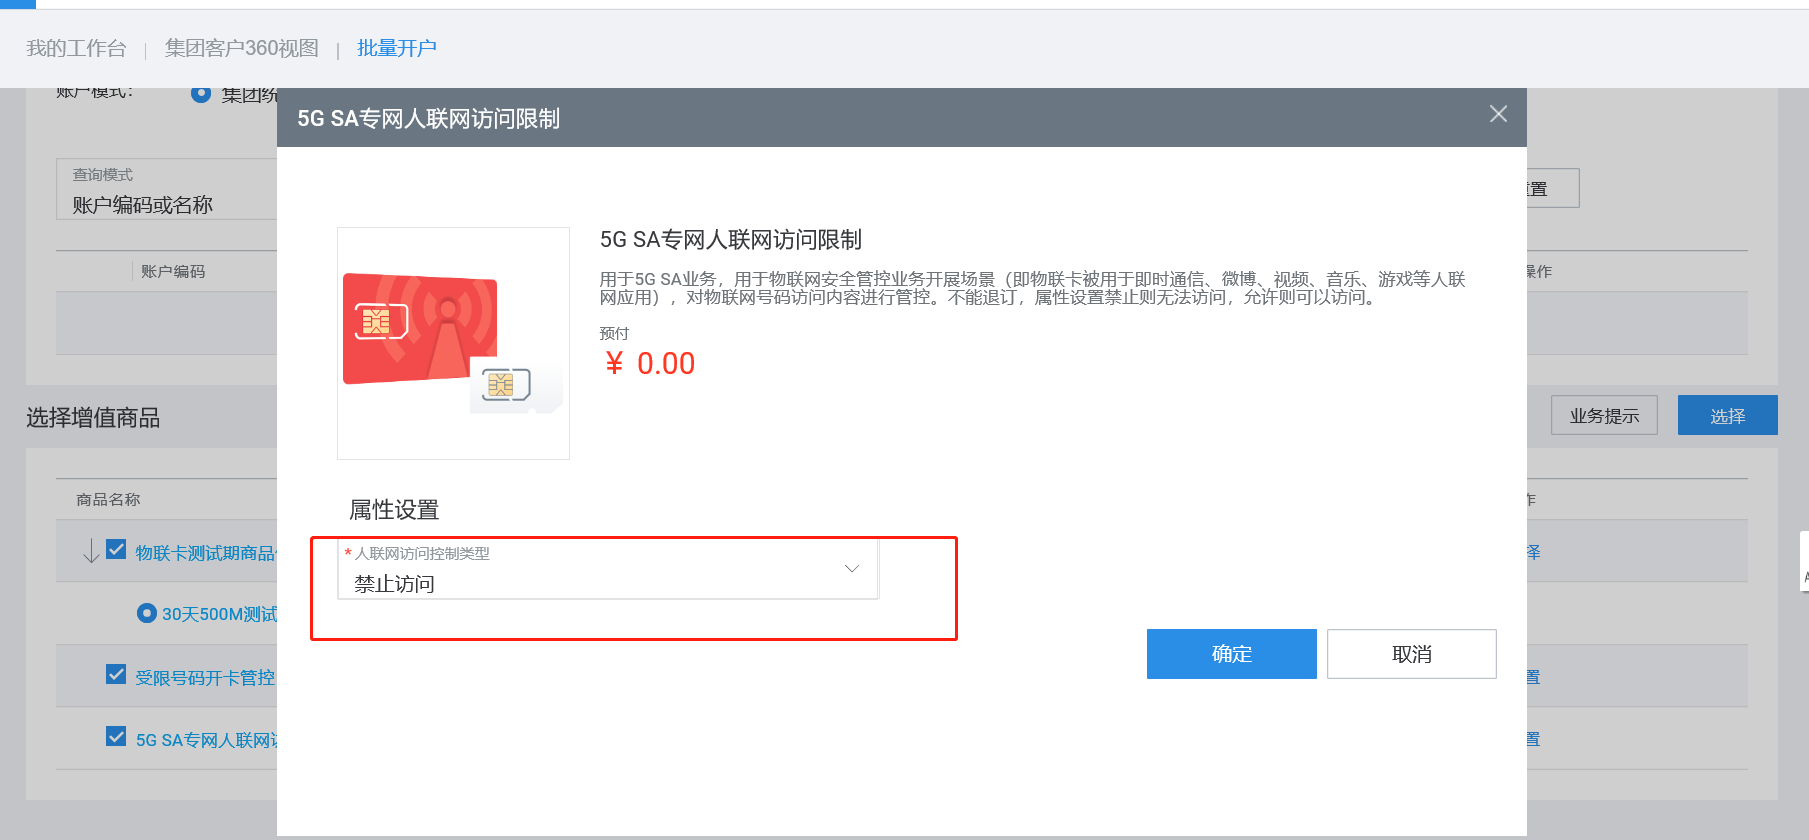 我的工作台 | 集团客户360视图 | 批量开户
账户模式： 集团统
5G SA专网人联网访问限制
查询模式
账户编码或名称
置
账户编码
操作
5G SA专网人联网访问限制
用于5G SA业务，用于物联网安全管控业务开展场景（即物联卡被用于即时通信、微博、视频、音乐、游戏等人联
网应用），对物联网号码访问内容进行管控。不能退订，属性设置禁止则无法访问，允许则可以访问。
预付
¥ 0.00
选择增值商品
业务提示
选择
商品名称
作
属性设置
物联卡测试期商品
择
* 人联网访问控制类型
禁止访问
30天500M测试
确定
取消
受限号码开卡管控
置
5G SA专网人联网访
置